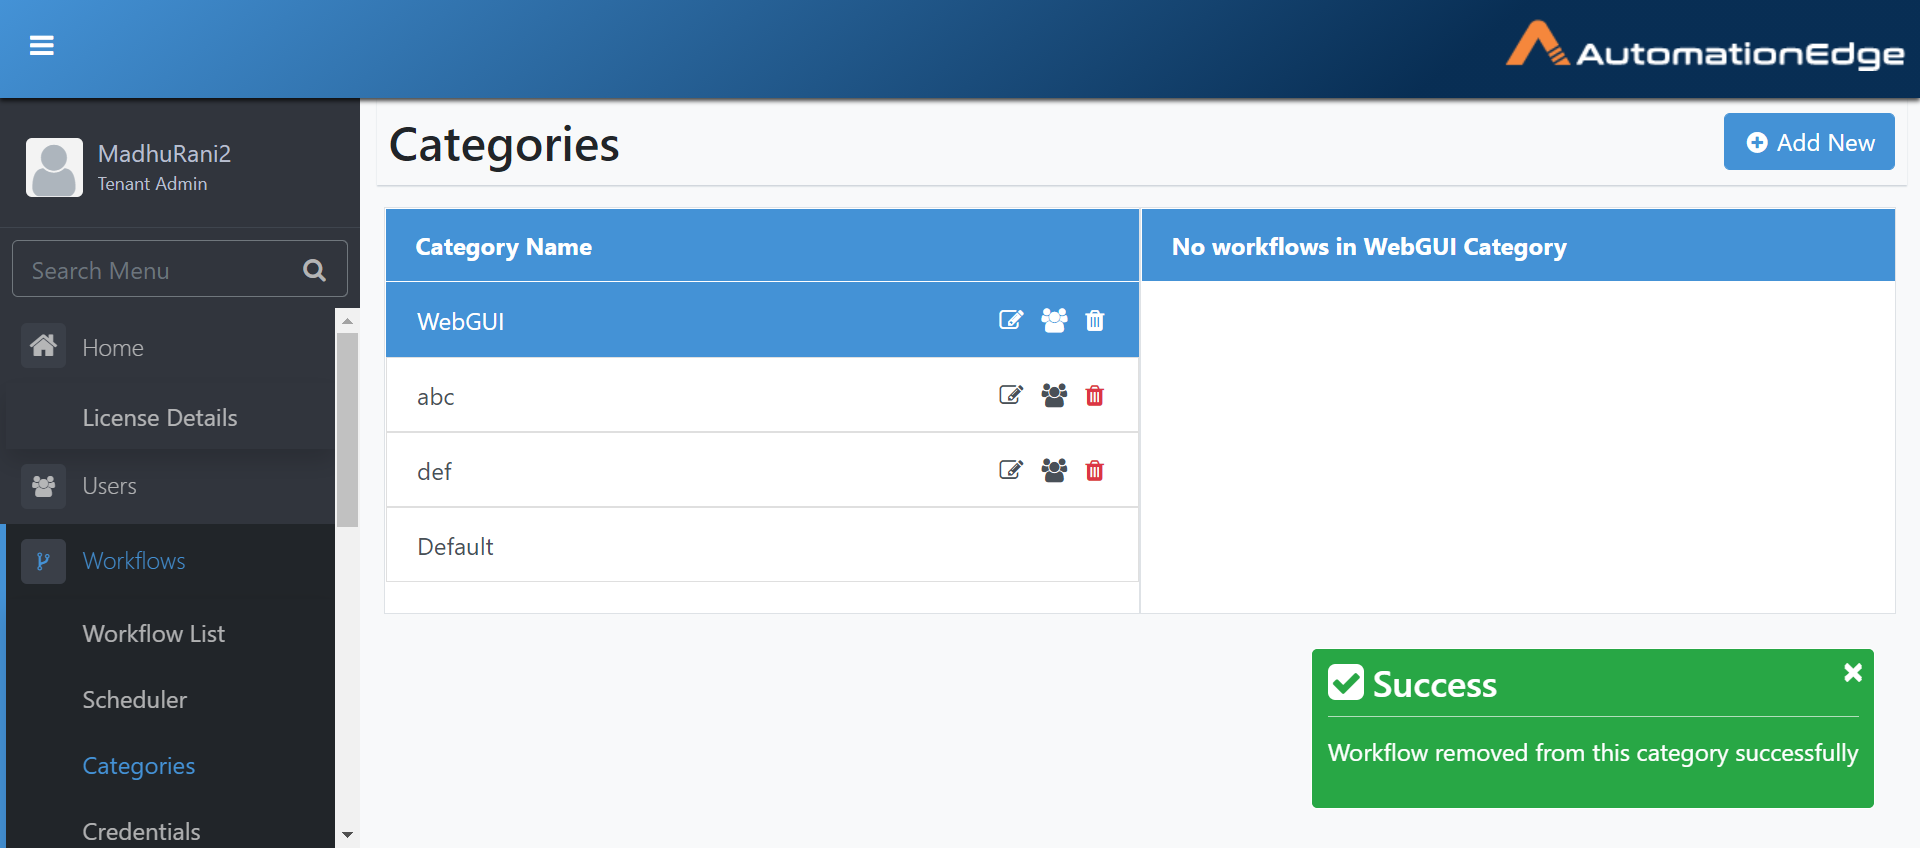 AutomationEdge
MadhuRani2
Tenant Admin
Search Menu
Home
License Details
Users
Workflows
Workflow List
Scheduler
Categories
Credentials
Categories
Add New
Category Name
No workflows in WebGUI Category
WebGUI
abc
def
Default
Success
Workflow removed from this category successfully